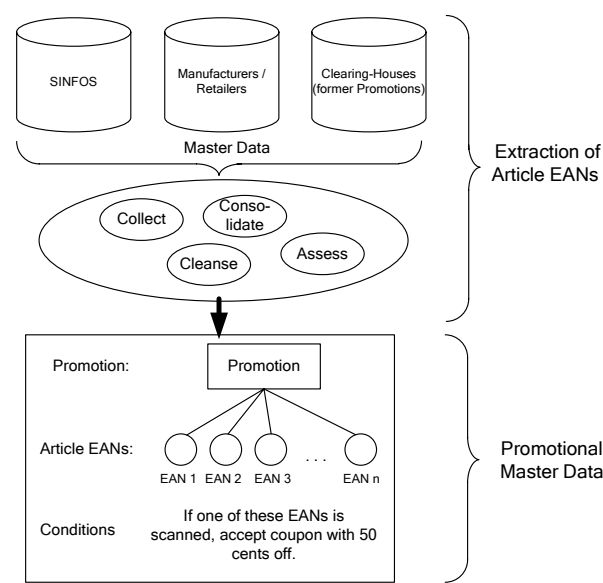 SINFOS
Manufacturers /
Retailers
Clearing-Houses
(former Promotions)
Master Data
Extraction of
Article EANs
Collect
Conso-
lidate
Cleanse
Assess
Promotion:
Promotion
Article EANs:
EAN 1
EAN 2
EAN 3
. . .
EAN n
Conditions
If one of these EANs is
scanned, accept coupon with 50
cents off.
Promotional
Master Data